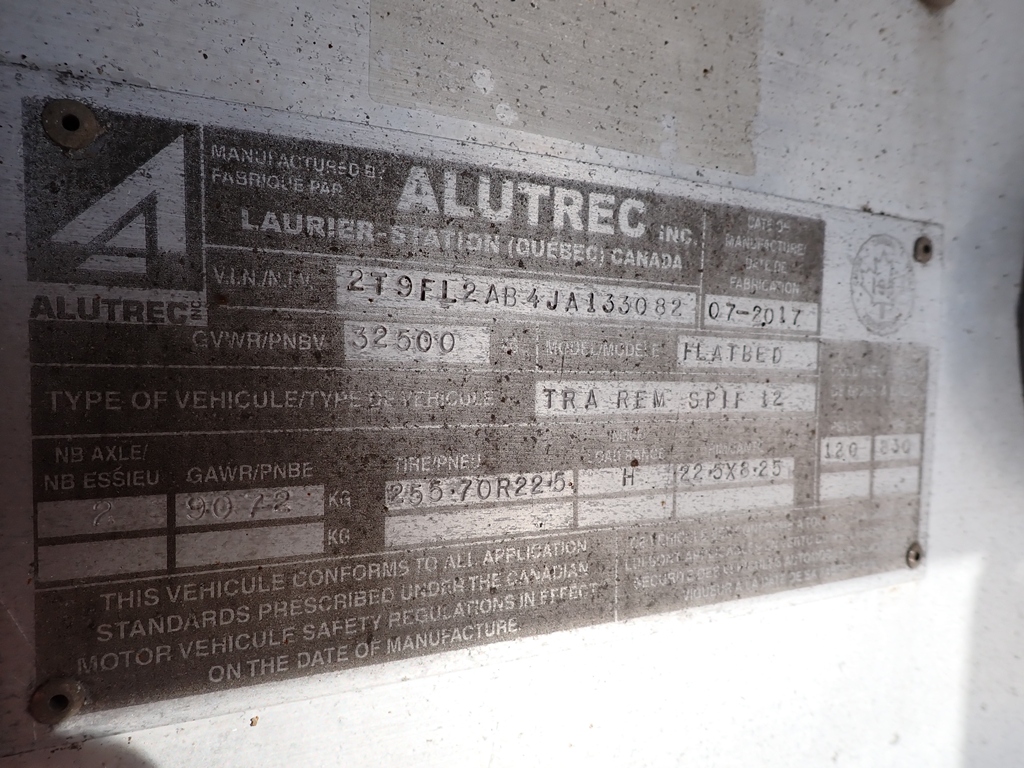 MANUFACTURED BY
FABRIQUE PAR
ALUTREC INC.
LAURIER-STATION (QUÉBEC) CANADA
DATE OF
MANUFACTURE
DATE DE
FABRICATION
ALUTREC INC
V.I.N./N.I.V. 2T9FL2AB4JA133082 07-2017
GVWR/PNBV 32500 KG MODEL/MODELE FLATBED
TYPE OF VEHICULE/TYPE DE VEHICULE TRA REM SPIF 12
NB AXLE/
NB ESSIEU GAWR/PNBE TIRE/PNEU
2 9072 KG 255.70R22.5 H 22.5X8.25 120 830
KG
THIS VEHICULE CONFORMS TO ALL APPLICATION
STANDARDS PRESCRIBED UNDER THE CANADIAN
MOTOR VEHICULE SAFETY REGULATIONS IN EFFECT
ON THE DATE OF MANUFACTURE.